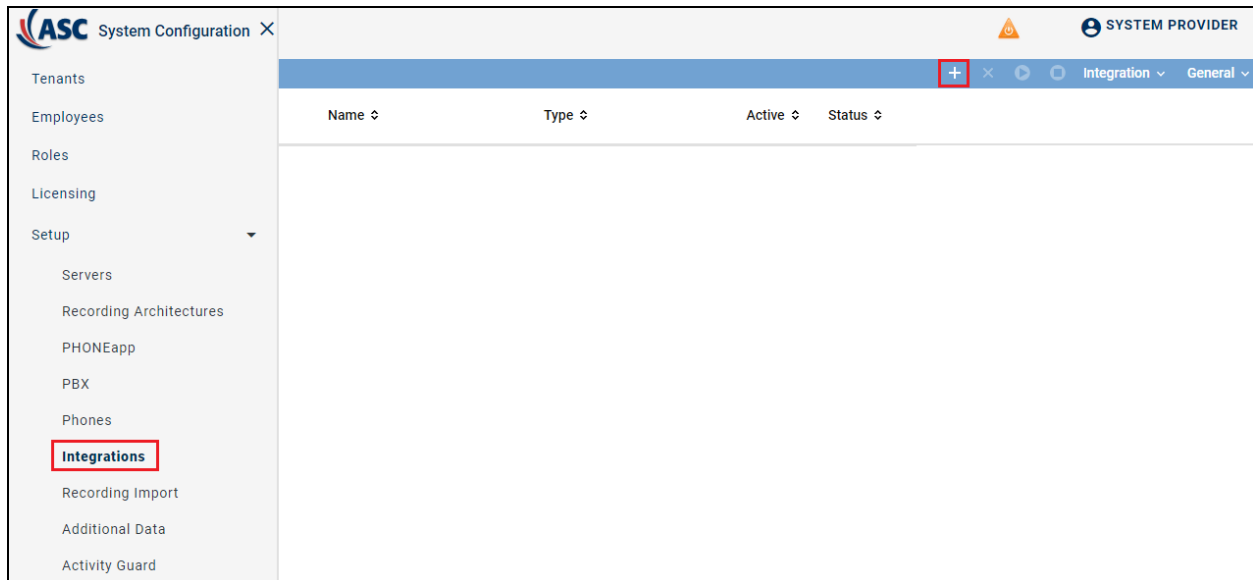 ASC System Configuration
SYSTEM PROVIDER
Integration General
Name Type Active Status
Tenants
Employees
Roles
Licensing
Setup
Servers
Recording Architectures
PHONEapp
PBX
Phones
Integrations
Recording Import
Additional Data
Activity Guard